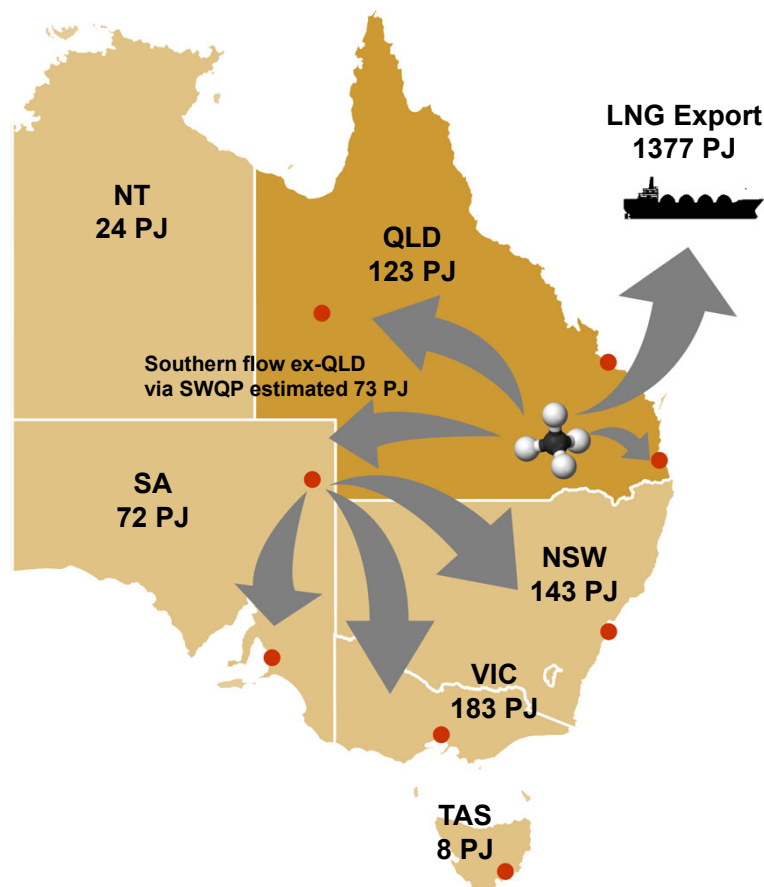 LNG Export
1377 PJ
NT
24 PJ
QLD
123 PJ
Southern flow ex-QLD
via SWQP estimated 73 PJ
SA
72 PJ
NSW
143 PJ
VIC
183 PJ
TAS
8 PJ